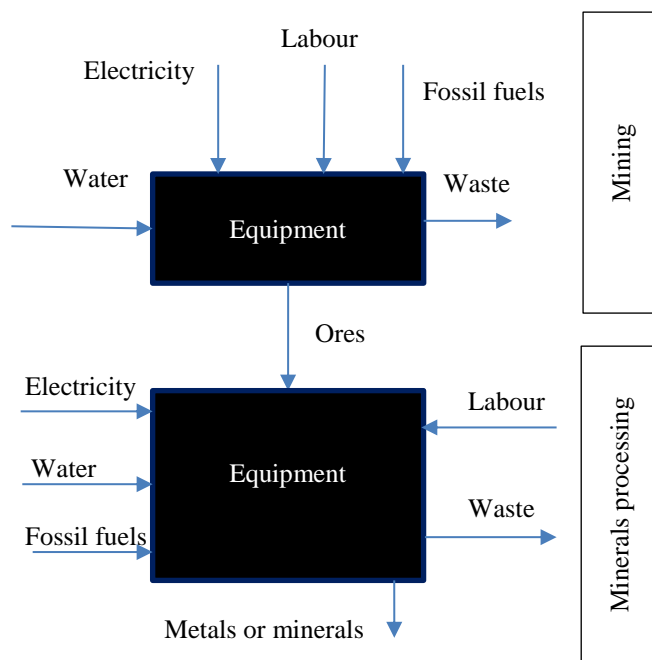 Labour
Electricity
Fossil fuels
Mining
Water
Waste
Equipment
Ores
Electricity
Labour
Minerals processing
Water
Equipment
Waste
Fossil fuels
Metals or minerals